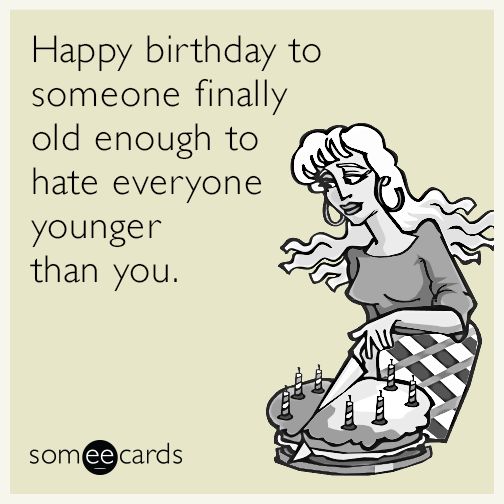 Happy birthday to
someone finally
old enough to
hate everyone
younger
than you.
someecards